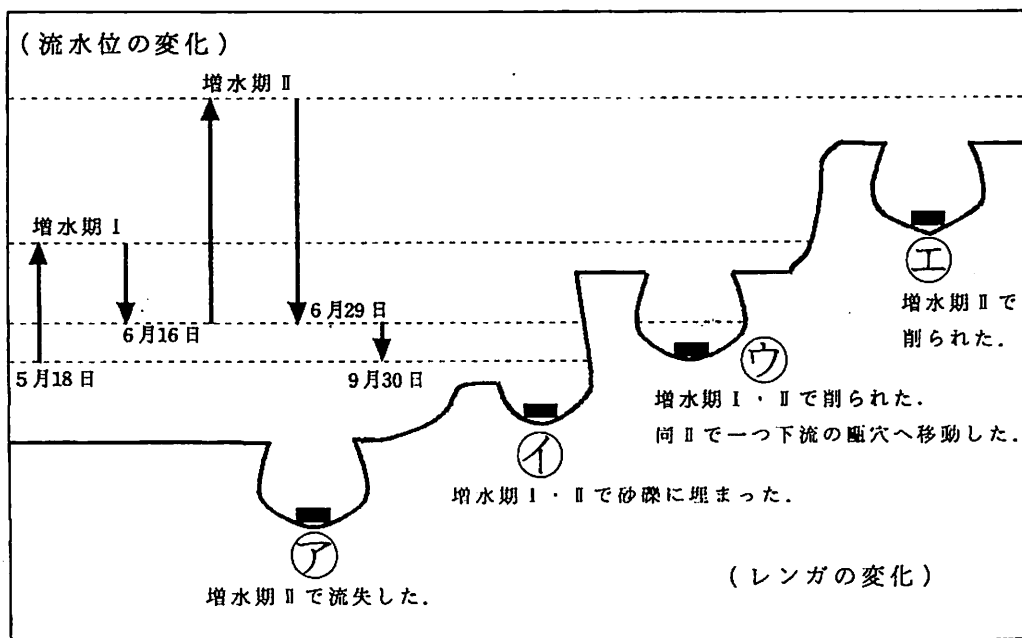 (流水位の変化)
増水期 Ⅱ
増水期 Ⅰ
6月29日
6月16日
5月18日
9月30日
エ
増水期 Ⅱ で
削られた.
ウ
増水期 Ⅰ ・ Ⅱ で削られた.
同 Ⅱ で一つ下流の甌穴へ移動した.
イ
増水期 Ⅰ ・ Ⅱ で砂礫に埋まった.
ア
増水期 Ⅱ で流失した.
(レンガの変化)